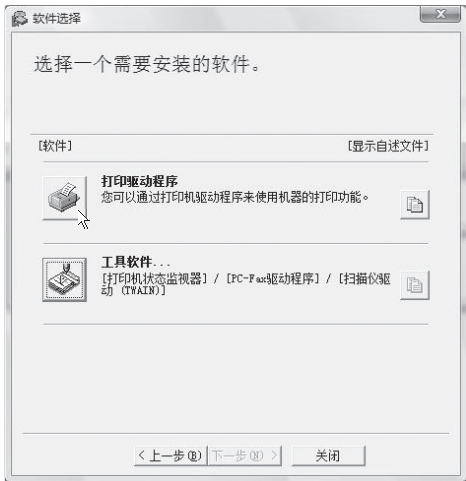 软件选择
选择一个需要安装的软件。
[软件] [显示自述文件]
打印驱动程序
您可以通过打印机驱动程序来使用机器的打印功能。
工具软件...
[打印机状态监视器] / [PC-Fax驱动程序] / [扫描仪驱
动 (TWAIN)]
<上一步(B) 下一步(N) > 关闭